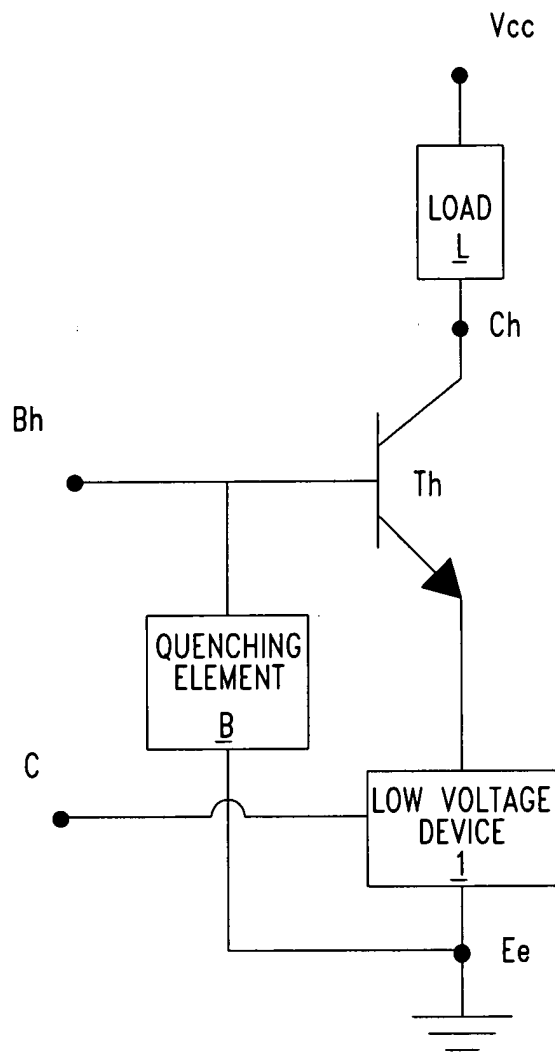 Vcc
LOAD
L
Ch
Bh
Th
QUENCHING
ELEMENT
B
C
LOW VOLTAGE
DEVICE
1
Ee